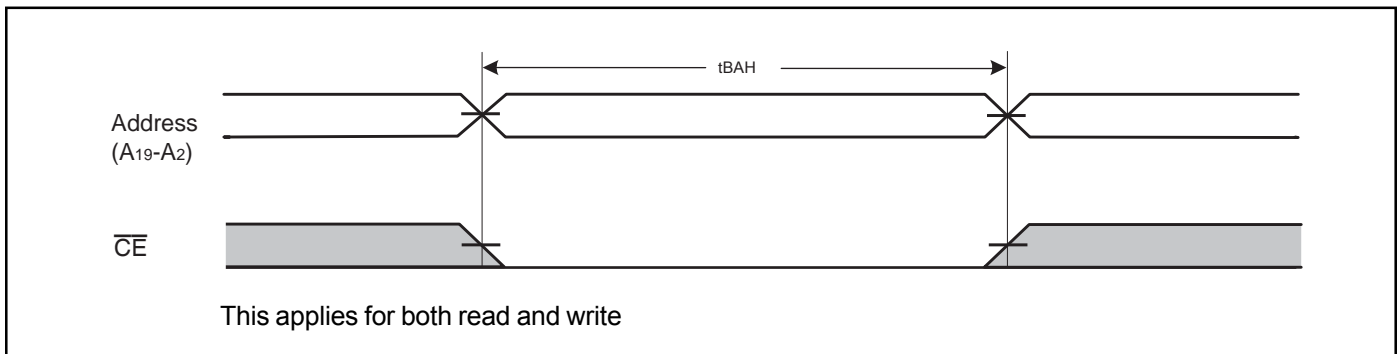 tBAH
Address
(A19-A2)
CE
This applies for both read and write